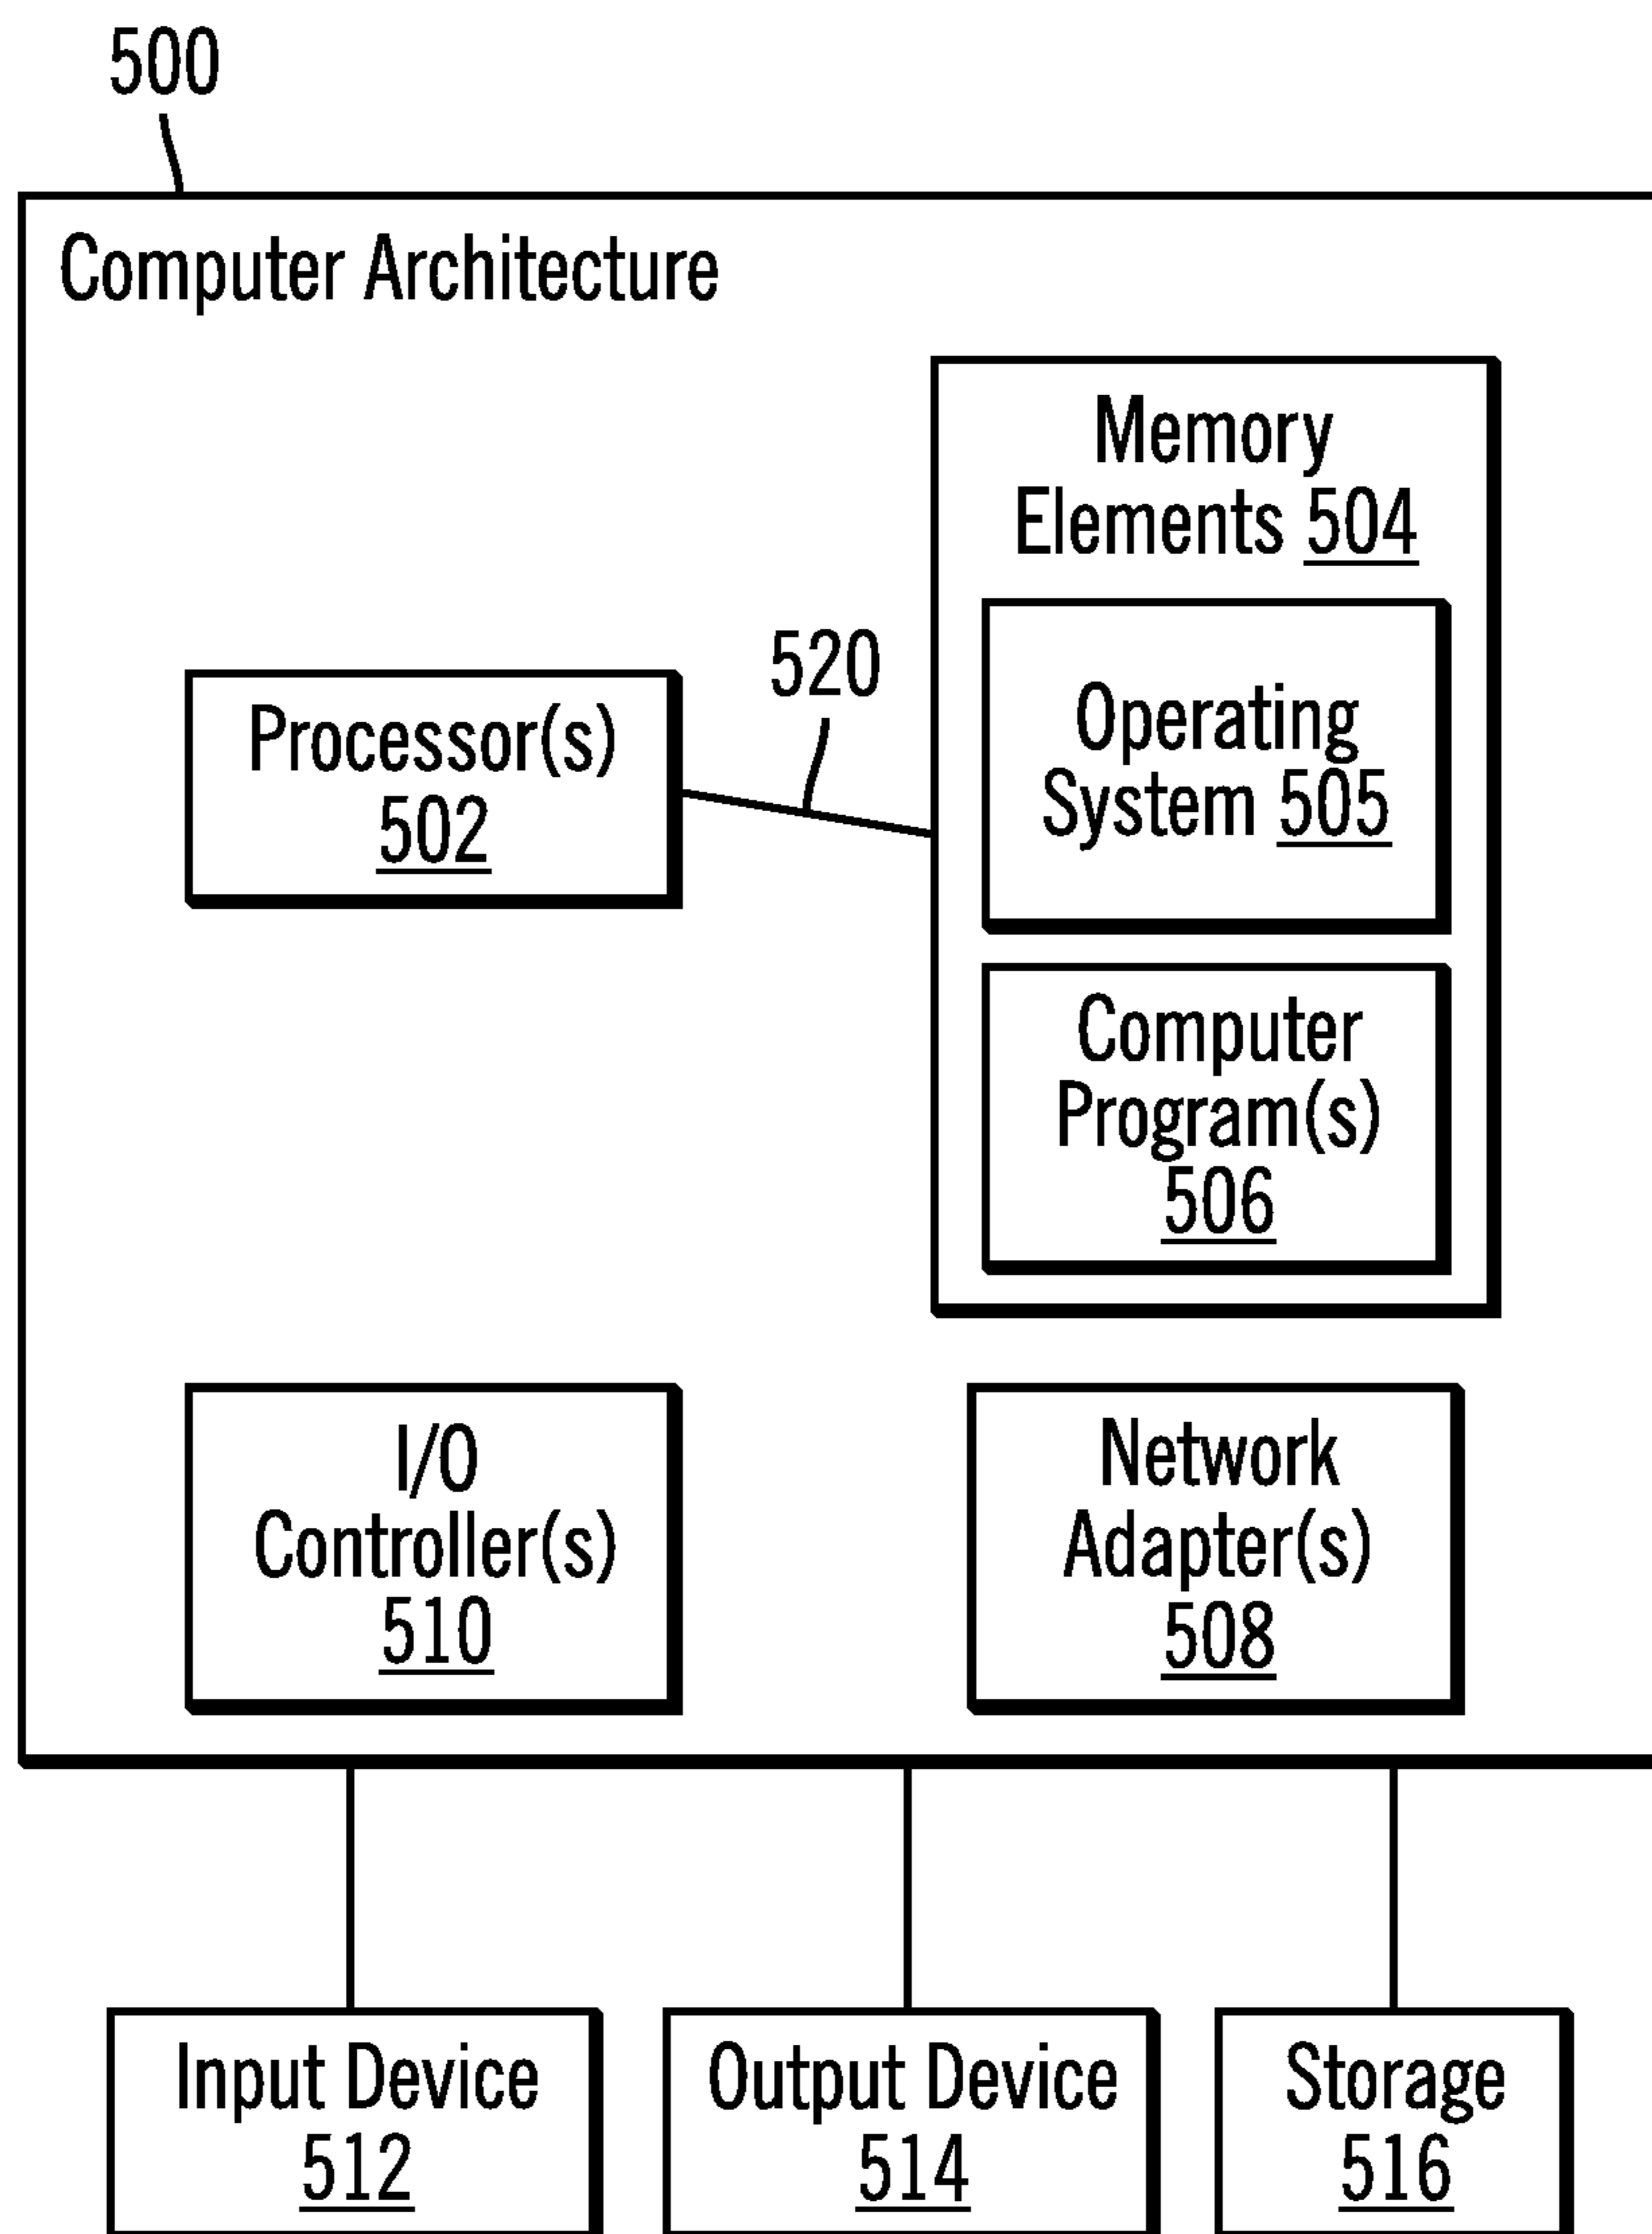 500
Computer Architecture
Memory
Elements 504
520
Processor(s)
502
Operating
System 505
Computer
Program(s)
506
I/O
Controller(s)
510
Network
Adapter(s)
508
Input Device
512
Output Device
514
Storage
516